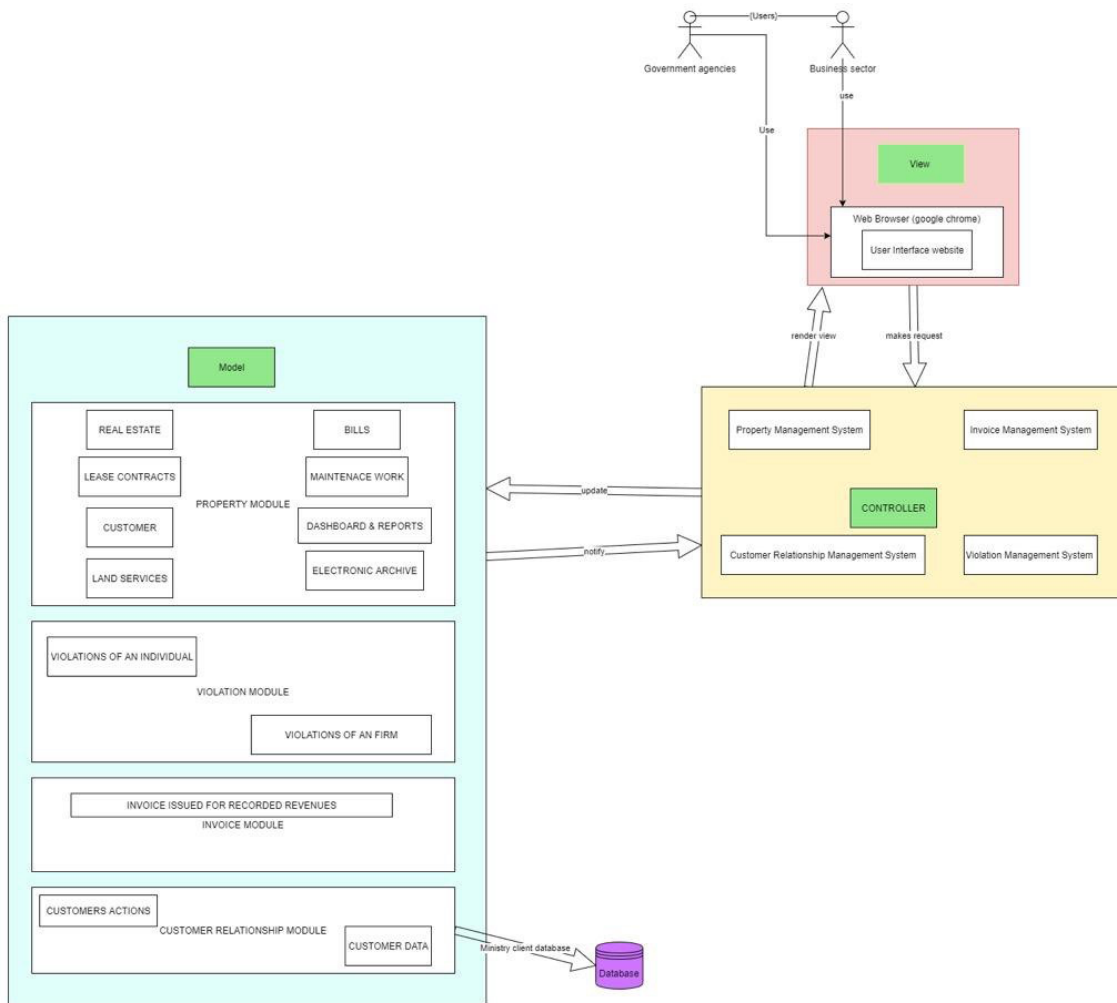 (Users)
Government agencies
Business sector
use
Use
View
Web Browser (google chrome)
User Interface website
render view
makes request
Model
REAL ESTATE
BILLS
LEASE CONTRACTS
MAINTENACE WORK
PROPERTY MODULE
CUSTOMER
DASHBOARD & REPORTS
LAND SERVICES
ELECTRONIC ARCHIVE
update
notify
Property Management System
Invoice Management System
CONTROLLER
Customer Relationship Management System
Violation Management System
VIOLATIONS OF AN INDIVIDUAL
VIOLATION MODULE
VIOLATIONS OF AN FIRM
INVOICE ISSUED FOR RECORDED REVENUES
INVOICE MODULE
CUSTOMERS ACTIONS
CUSTOMER RELATIONSHIP MODULE
CUSTOMER DATA
Ministry client database
Database